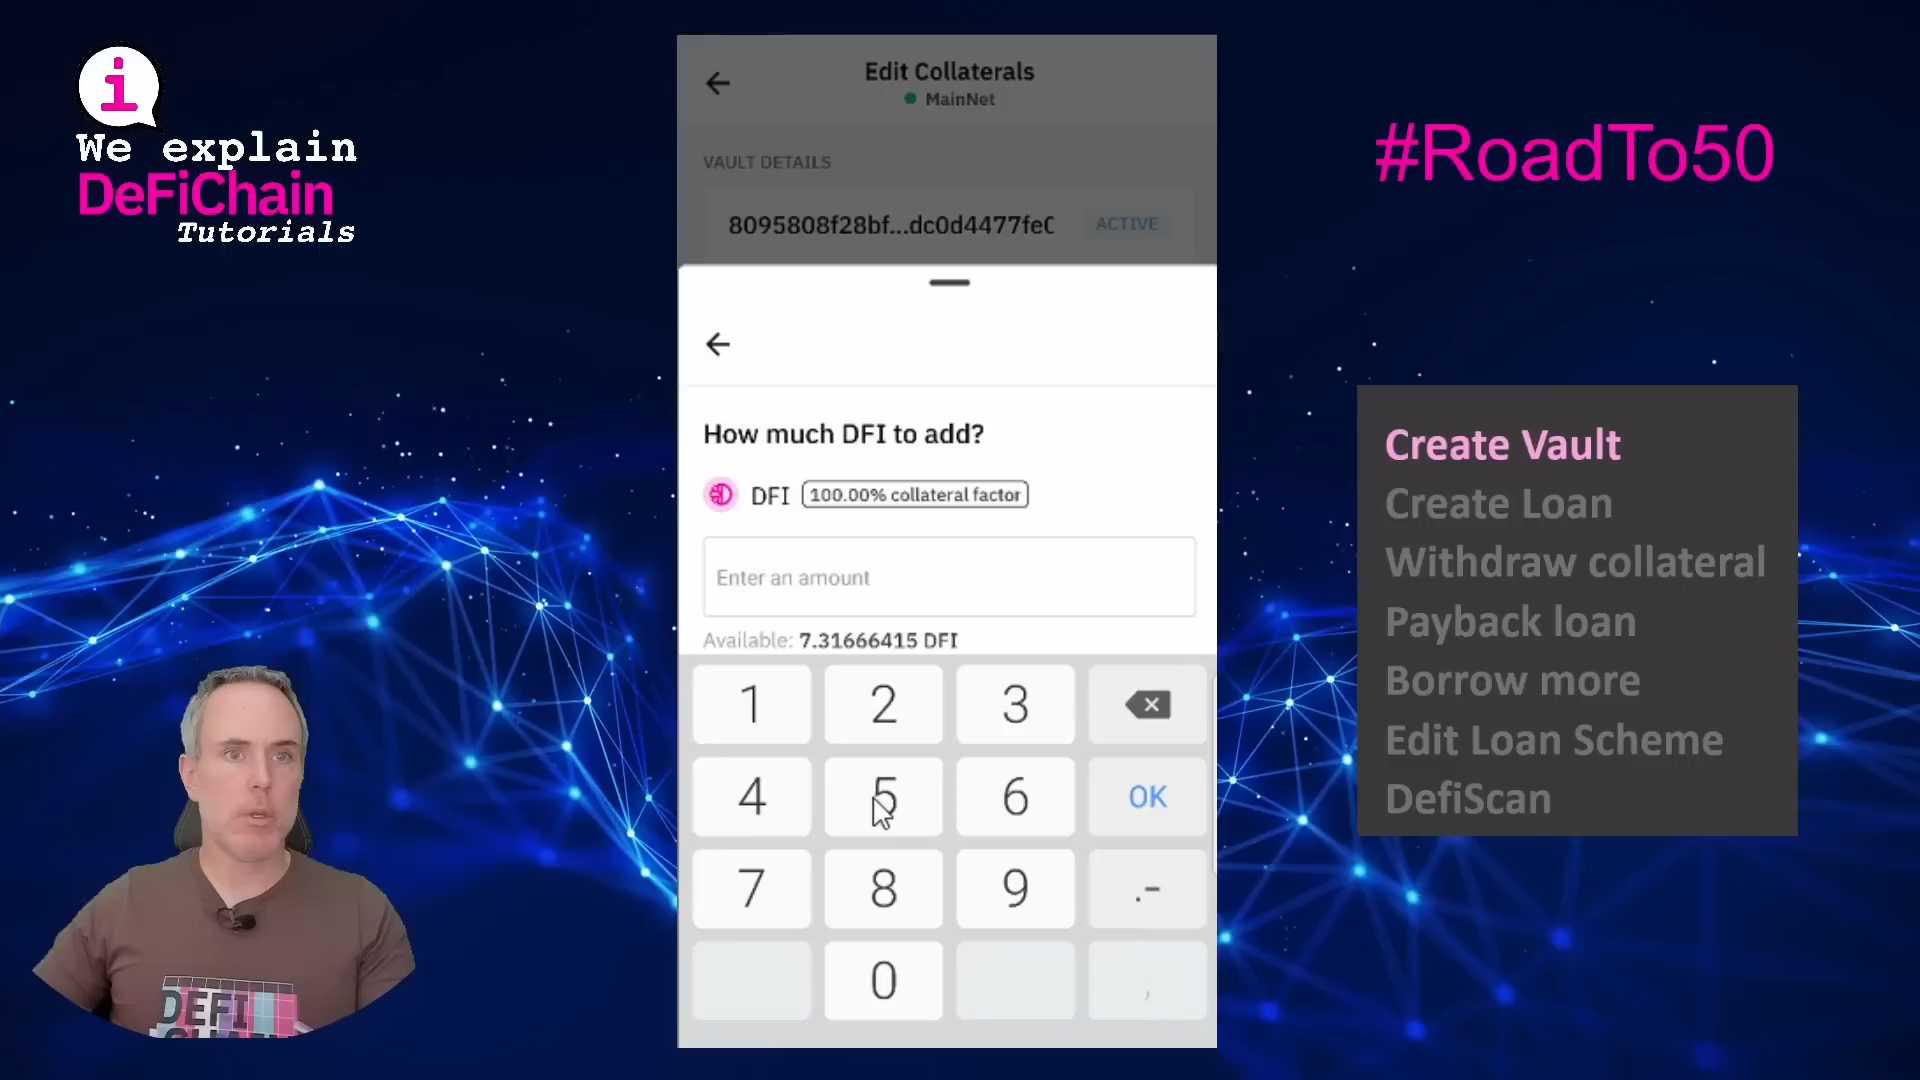 i
We explain
DeFiChain
Tutorials
Edit Collaterals
MainNet
VAULT DETAILS
8095808f28bf...dc0d4477fe0
ACTIVE
How much DFI to add?
DFI 100.00% collateral factor
Enter an amount
Available: 7.31666415 DFI
1 2 3
4 5 6 OK
7 8 9 .-
0 ,
#RoadTo50
Create Vault
Create Loan
Withdraw collateral
Payback loan
Borrow more
Edit Loan Scheme
DefiScan
DEFI